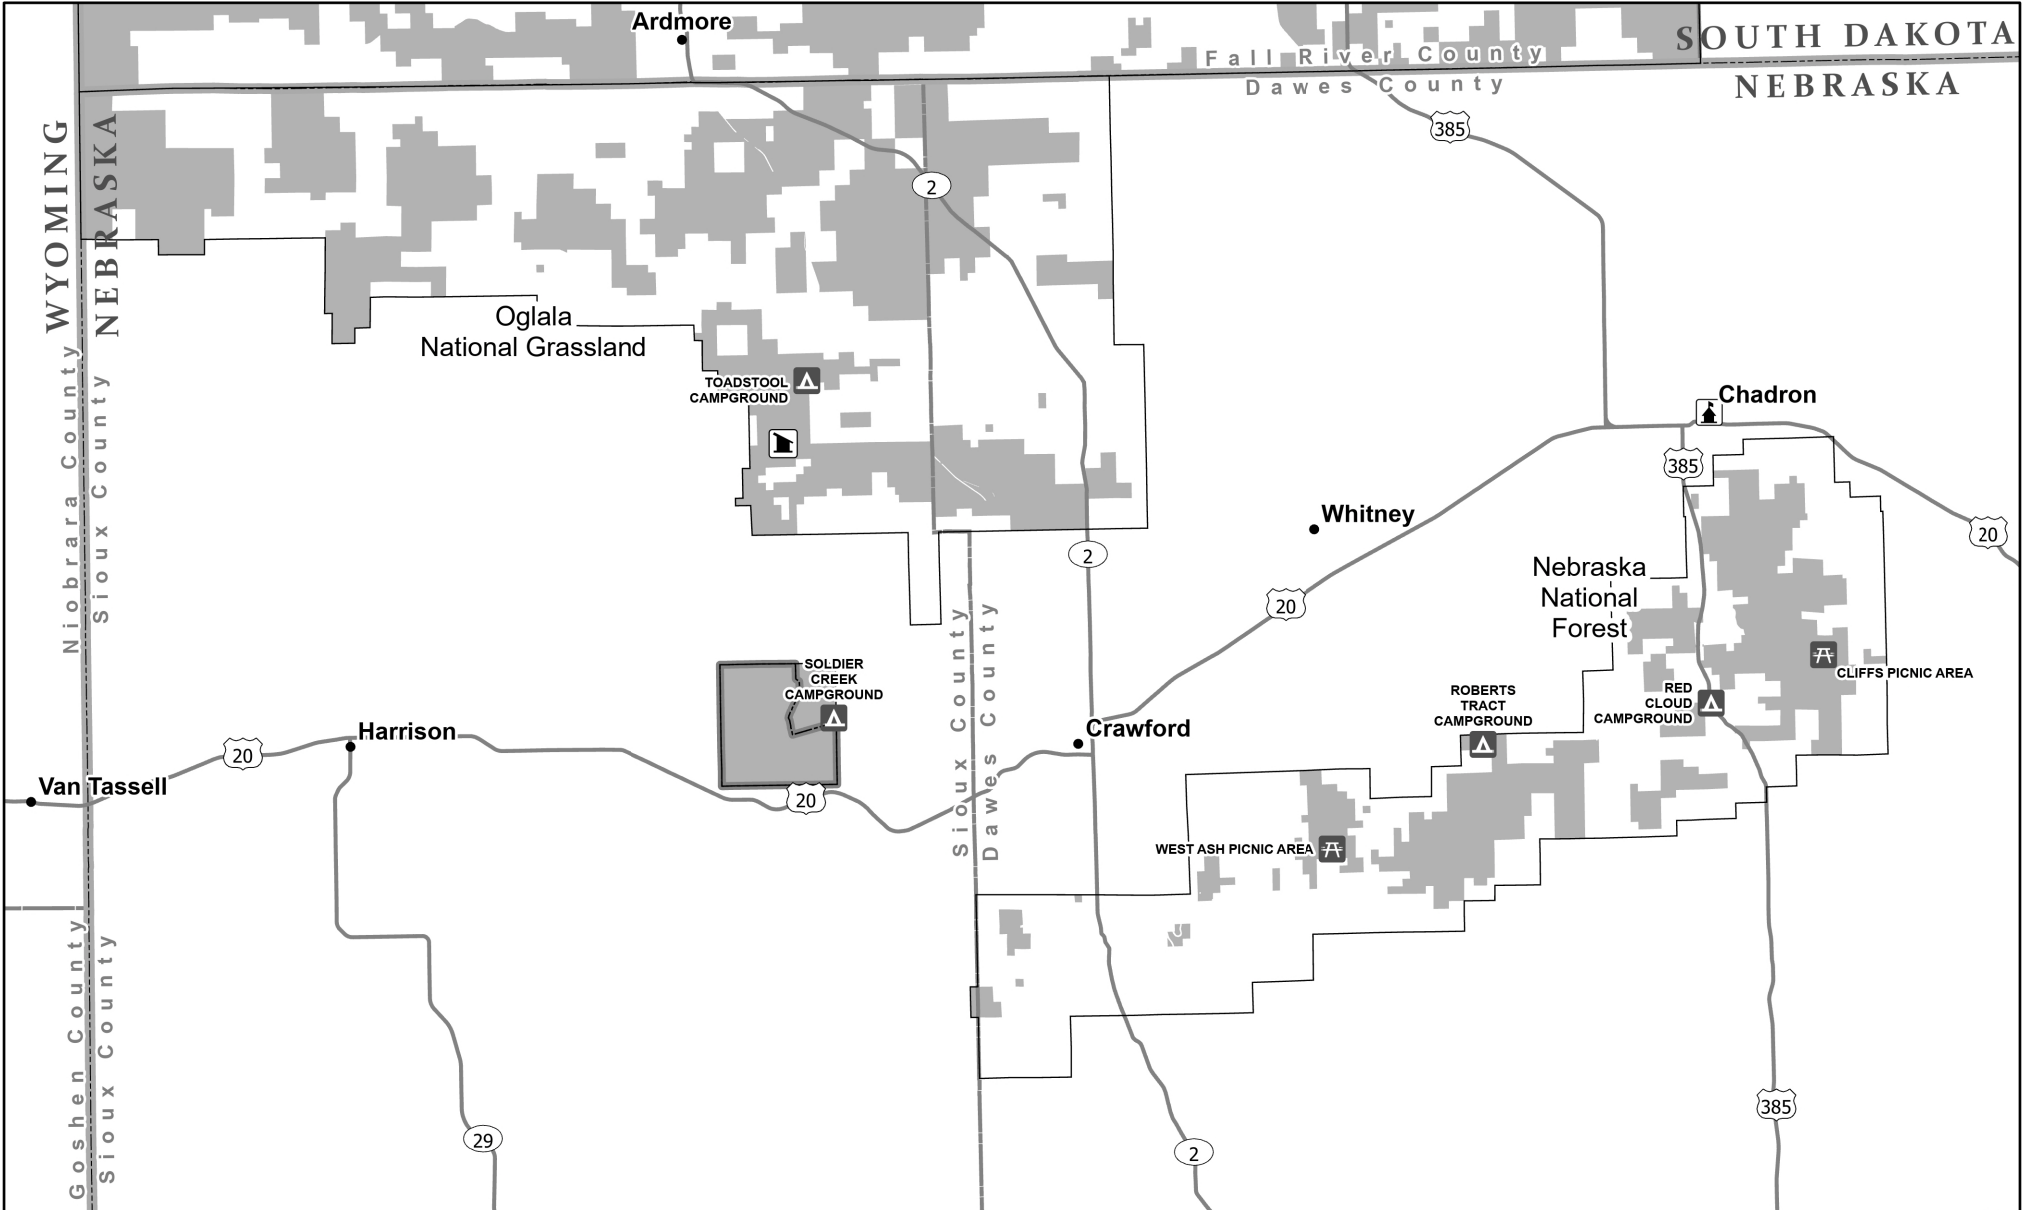 Ardmore
SOUTH DAKOTA
Fall River County
Dawes County
NEBRASKA
385
WYOMING
NEBRASKA
2
Oglala
National Grassland
Niobrara County
Sioux County
TOADSTOOL
CAMPGROUND
Chadron
385
Whitney
20
2
Nebraska
National
Forest
20
Sioux County
Dawes County
SOLDIER
CREEK
CAMPGROUND
CLIFFS PICNIC AREA
RED
CLOUD
CAMPGROUND
ROBERTS
TRACT
CAMPGROUND
Harrison
Crawford
20
Van Tassell
20
WEST ASH PICNIC AREA
Goshen County
Sioux County
385
29
2